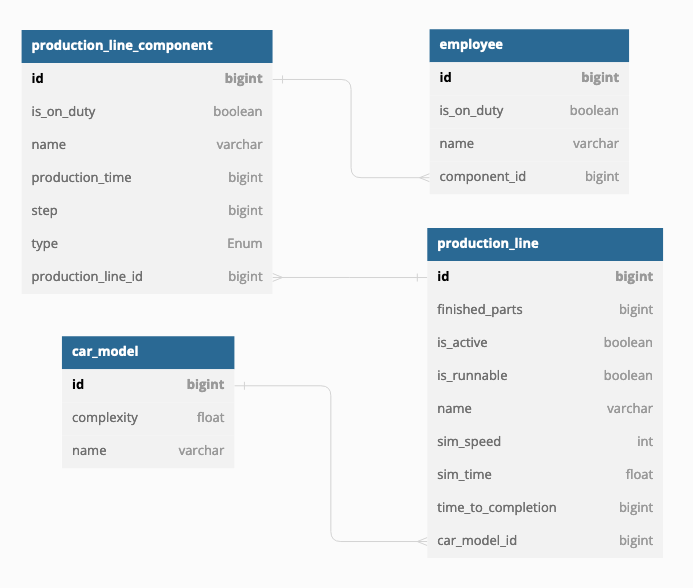 production_line_component
id bigint
is_on_duty boolean
name varchar
production_time bigint
step bigint
type Enum
production_line_id bigint
employee
id bigint
is_on_duty boolean
name varchar
component_id bigint
production_line
id bigint
finished_parts bigint
is_active boolean
is_runnable boolean
name varchar
sim_speed int
sim_time float
time_to_completion bigint
car_model_id bigint
car_model
id bigint
complexity float
name varchar